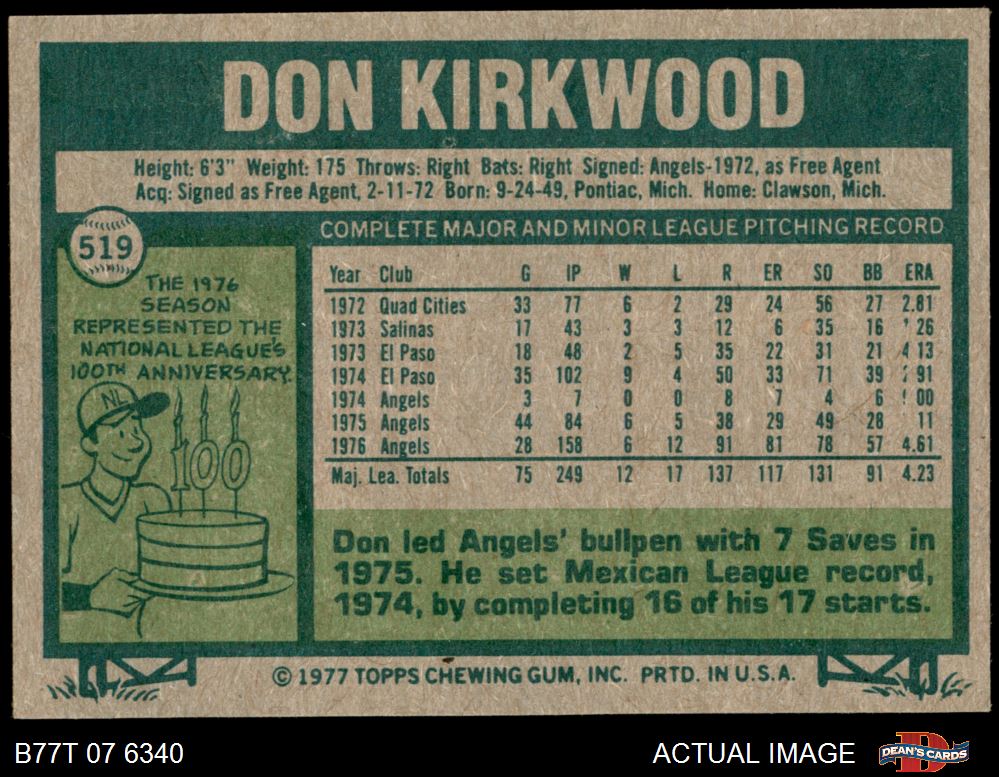 DON KIRKWOOD
Height: 6'3" Weight: 175 Throws: Right Bats: Right Signed: Angels-1972, as Free Agent
Acq: Signed as Free Agent, 2-11-72 Born: 9-24-49, Pontiac, Mich. Home: Clawson, Mich.
519
THE 1976
SEASON
REPRESENTED THE
NATIONAL LEAGUE'S
100TH ANNIVERSARY.
NL
100
COMPLETE MAJOR AND MINOR LEAGUE PITCHING RECORD
Year Club G IP W L R ER SO BB ERA
1972 Quad Cities 33 77 6 2 29 24 56 27 2.81
1973 Salinas 17 43 3 3 12 6 35 16 26
1973 El Paso 18 48 2 5 35 22 31 21 4 13
1974 El Paso 35 102 9 4 50 33 71 39 91
1974 Angels 3 7 0 0 8 7 4 6 00
1975 Angels 44 84 6 5 38 29 49 28 11
1976 Angels 28 158 6 12 91 81 78 57 4.61
Maj. Lea. Totals 75 249 12 17 137 117 131 91 4.23
Don led Angels' bullpen with 7 Saves in
1975. He set Mexican League record,
1974, by completing 16 of his 17 starts.
© 1977 TOPPS CHEWING GUM, INC. PRTD. IN U.S.A.
B77T 07 6340
ACTUAL IMAGE
DEAN'S CARDS